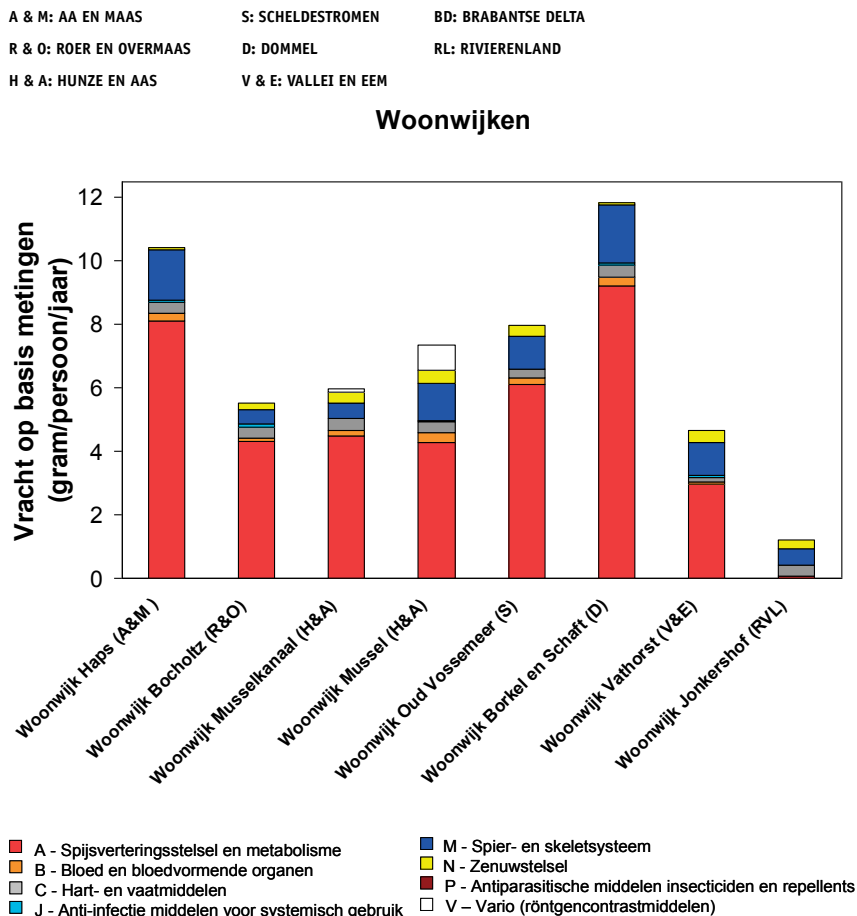 A & M: AA EN MAAS S: SCHELDESTROMEN BD: BRABANTSE DELTA
R & O: ROER EN OVERMAAS D: DOMMEL RL: RIVIERENLAND
H & A: HUNZE EN AAS V & E: VALLEI EN EEM
Woonwijken
Vracht op basis metingen
(gram/persoon/jaar)
12
10
8
6
4
2
0
Woonwijk Haps (A&M )
Woonwijk Bocholtz (R&O)
Woonwijk Musselkanaal (H&A)
Woonwijk Mussel (H&A)
Woonwijk Oud Vossemeer (S)
Woonwijk Borkel en Schaft (D)
Woonwijk Vathorst (V&E)
Woonwijk Jonkershof (RVL)
A - Spijsverteringsstelsel en metabolisme
B - Bloed en bloedvormende organen
C - Hart- en vaatmiddelen
J - Anti-infectie middelen voor systemisch gebruik
M - Spier- en skeletsysteem
N - Zenuwstelsel
P - Antiparasitische middelen insecticiden en repellents
V – Vario (röntgencontrastmiddelen)